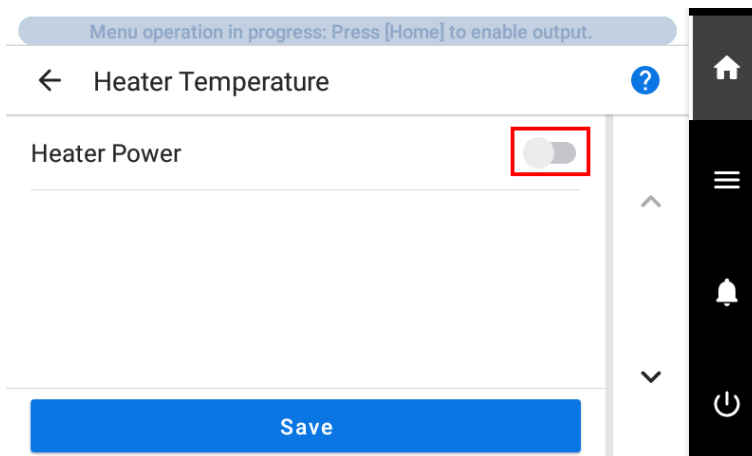 Menu operation in progress: Press [Home] to enable output.
Heater Temperature
?
Heater Power
Save